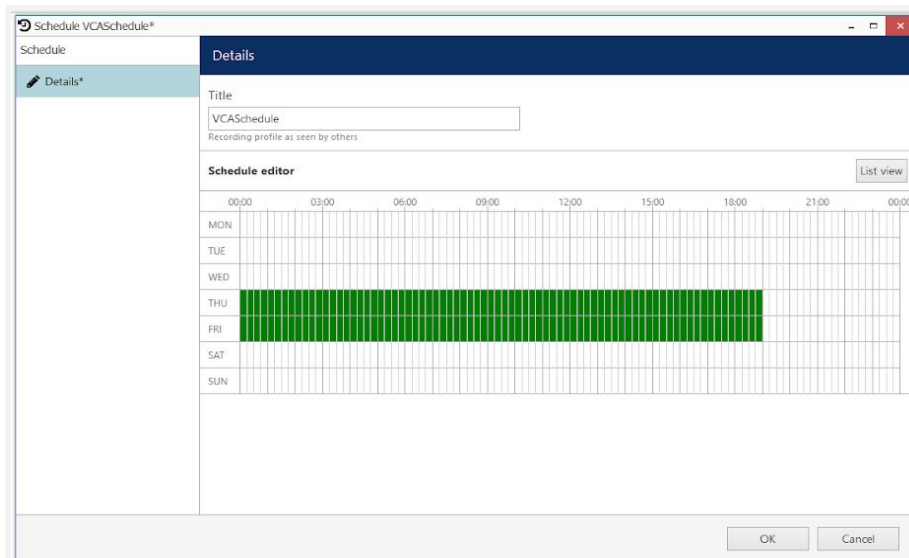 Schedule VCASchedule*
Schedule
Details
Details*
Title
VCASchedule
Recording profile as seen by others
Schedule editor
List view
00:00 03:00 06:00 09:00 12:00 15:00 18:00 21:00 00:00
MON
TUE
WED
THU
FRI
SAT
SUN
OK Cancel